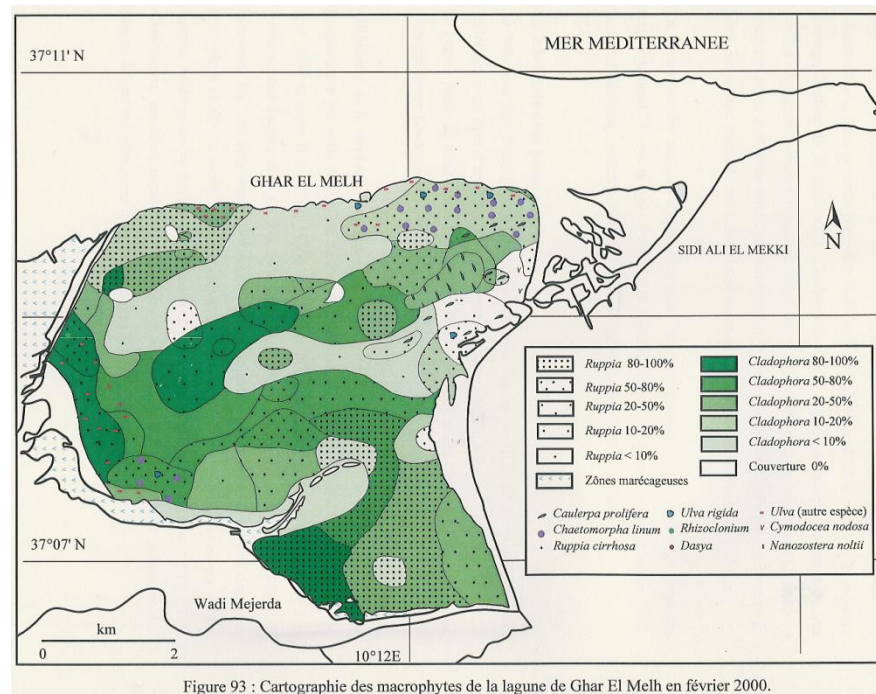 MER MEDITERRANEE
37°11' N
GHAR EL MELH
N
SIDI ALI EL MEKKI
Ruppia 80-100%
Ruppia 50-80%
Ruppia 20-50%
Ruppia 10-20%
Ruppia < 10%
Zônes marécageuses
Cladophora 80-100%
Cladophora 50-80%
Cladophora 20-50%
Cladophora 10-20%
Cladophora < 10%
Couverture 0%
Caulerpa prolifera
Ulva rigida
Ulva (autre espèce)
Chaetomorpha linum
Rhizoclonium
Cymodocea nodosa
Ruppia cirrhosa
Dasya
Nanozostera noltii
37°07' N
Wadi Mejerda
km
0 2
10°12E
Figure 93 : Cartographie des macrophytes de la lagune de Ghar El Melh en février 2000.